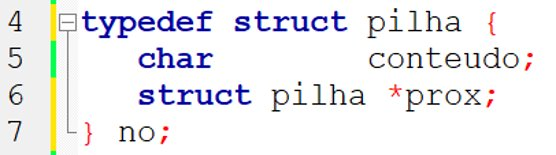 4 typedef struct pilha {
5 char conteudo;
6 struct pilha *prox;
7 } no;